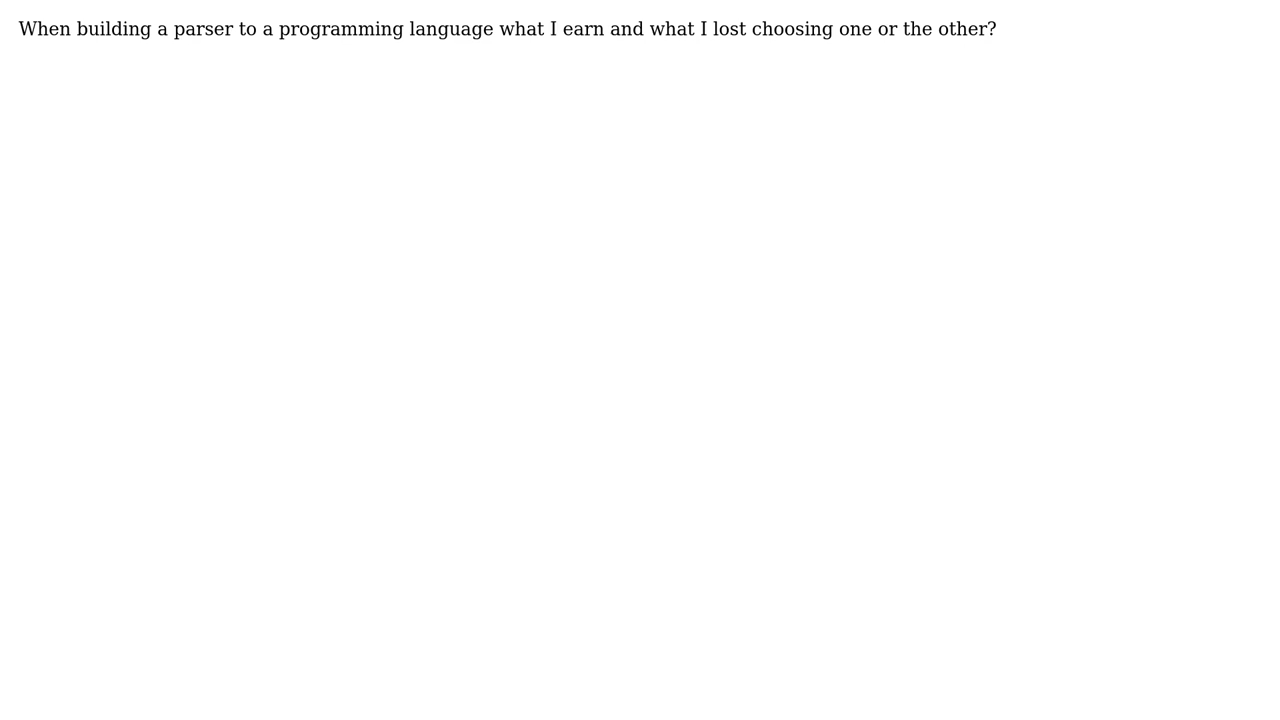 When building a parser to a programming language what I earn and what I lost choosing one or the other?